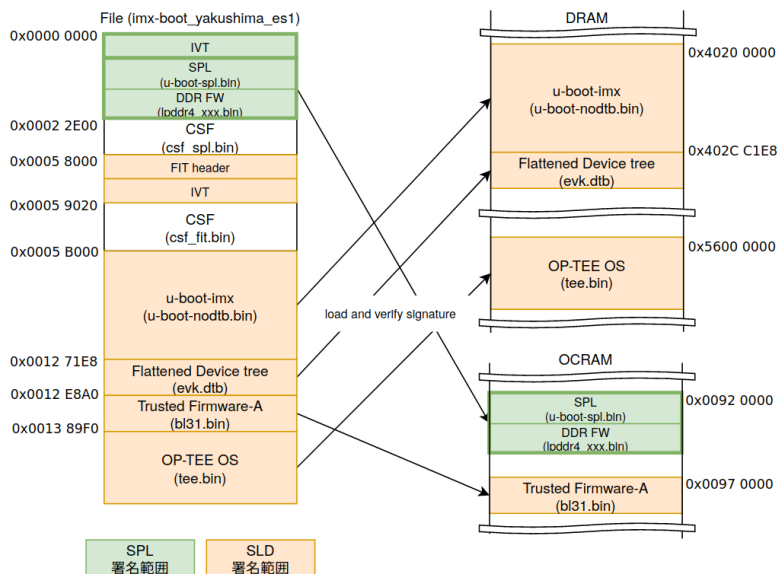 File (imx-boot_yakushima_es1)
0x0000 0000
IVT
SPL
(u-boot-spl.bin)
DDR FW
(lpddr4_xxx.bin)
0x0002 2E00
CSF
(csf_spl.bin)
0x0005 8000
FIT header
IVT
0x0005 9020
CSF
(csf_fit.bin)
0x0005 B000
u-boot-imx
(u-boot-nodtb.bin)
0x0012 71E8
Flattened Device tree
(evk.dtb)
0x0012 E8A0
Trusted Firmware-A
(bl31.bin)
0x0013 89F0
OP-TEE OS
(tee.bin)
load and verify signature
DRAM
0x4020 0000
u-boot-imx
(u-boot-nodtb.bin)
0x402C C1E8
Flattened Device tree
(evk.dtb)
0x5600 0000
OP-TEE OS
(tee.bin)
OCRAM
0x0092 0000
SPL
(u-boot-spl.bin)
DDR FW
(lpddr4_xxx.bin)
0x0097 0000
Trusted Firmware-A
(bl31.bin)
SPL
署名範囲
SLD
署名範囲